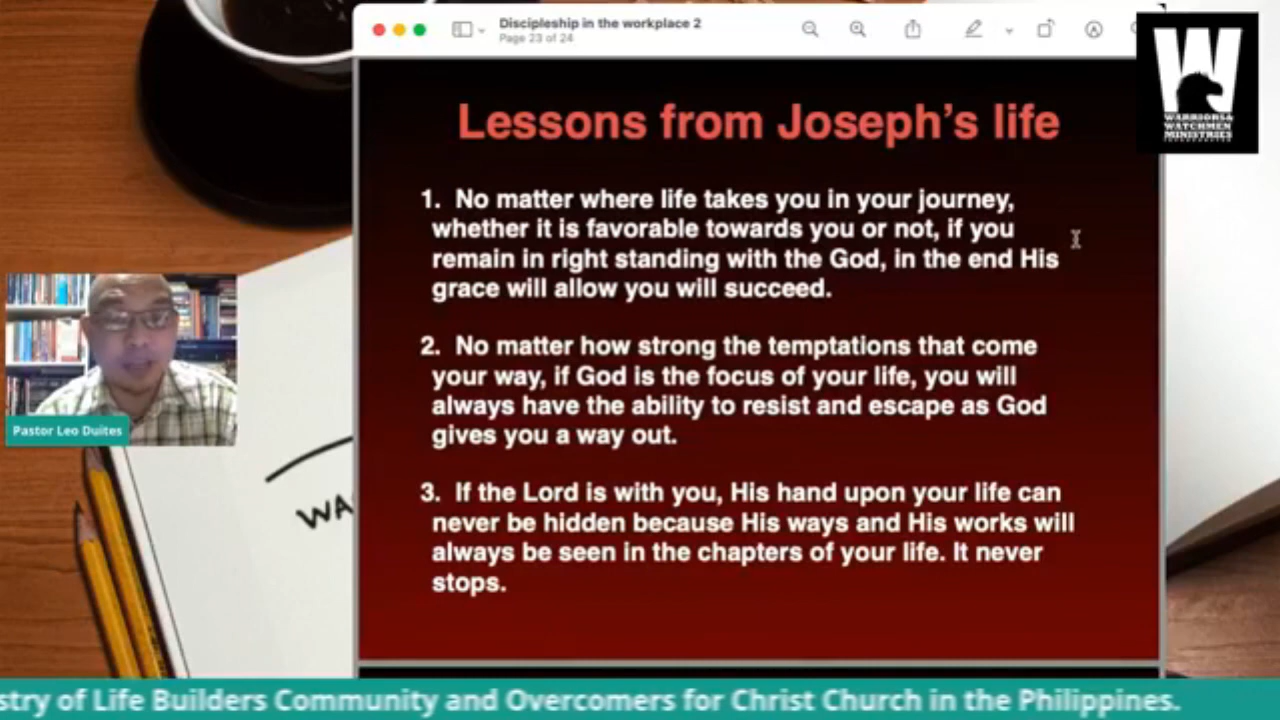 Discipleship in the workplace 2
Page 23 of 24
W
WARRIORS&
WATCHMEN
MINISTRIES
Lessons from Joseph's life
1. No matter where life takes you in your journey,
whether it is favorable towards you or not, if you
remain in right standing with the God, in the end His
grace will allow you will succeed.
2. No matter how strong the temptations that come
your way, if God is the focus of your life, you will
always have the ability to resist and escape as God
gives you a way out.
3. If the Lord is with you, His hand upon your life can
never be hidden because His ways and His works will
always be seen in the chapters of your life. It never
stops.
Pastor Leo Duites
WA
stry of Life Builders Community and Overcomers for Christ Church in the Philippines.